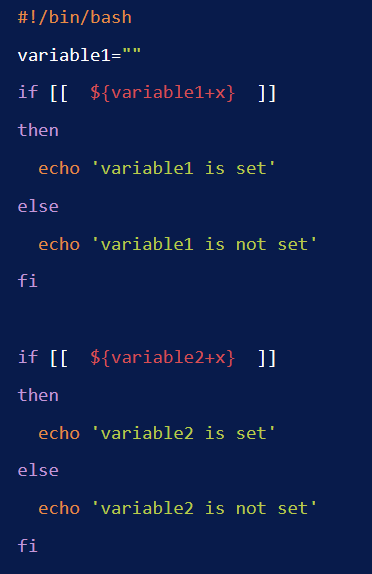 #!/bin/bash
variable1=""
if [[  ${variable1+x}  ]]
then
  echo 'variable1 is set'
else
  echo 'variable1 is not set'
fi

if [[  ${variable2+x}  ]]
then
  echo 'variable2 is set'
else
  echo 'variable2 is not set'
fi